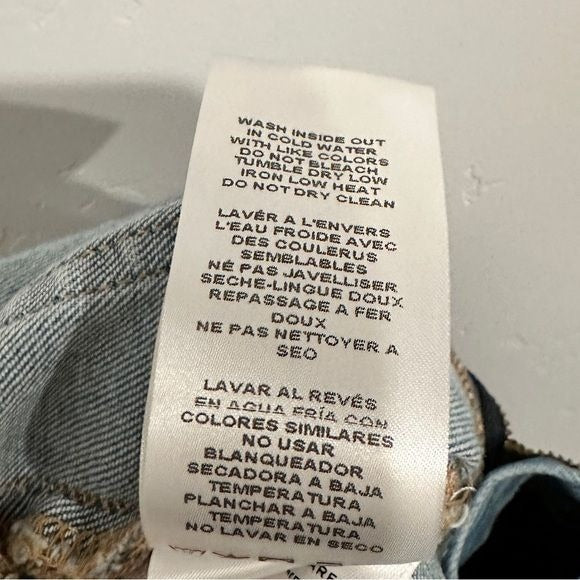 WASH INSIDE OUT
IN COLD WATER
WITH LIKE COLORS
DO NOT BLEACH
TUMBLE DRY LOW
IRON LOW HEAT
DO NOT DRY CLEAN
LAVÉR A L'ENVERS
L'EAU FROIDE AVEC
DES COULERUS
SEMBLABLES
NÉ PAS JAVELLISER
SECHE-LINGUE DOUX
REPASSAGE A FER
DOUX
NE PAS NETTOYER A
SEO
LAVAR AL REVÉS
EN AGUA FRÍA CON
COLORES SIMILARES
NO USAR
BLANQUEADOR
SECADORA A BAJA
TEMPERATURA
PLANCHAR A BAJA
TEMPERATURA
NO LAVAR EN SECO